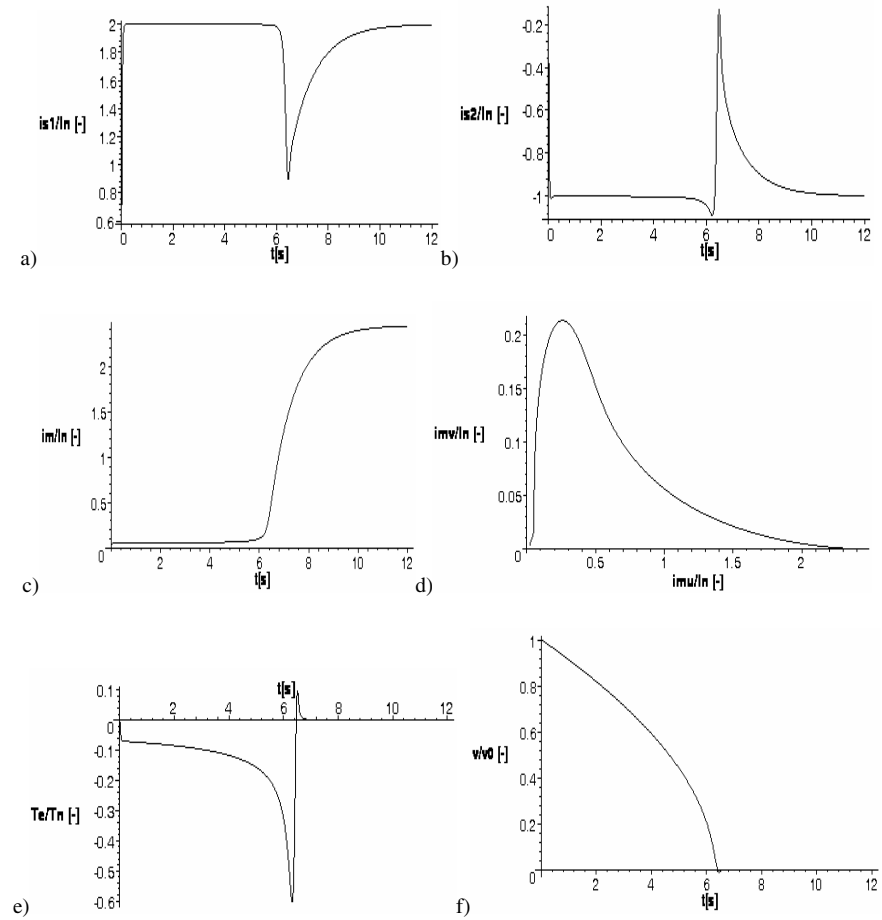 2
1.8
1.6
is1/In [-]
1.4
1.2
1
0.8
0.6
0 2 4 6 8 10 12
t[s]
a)
-0.2
-0.4
is2/In [-]
-0.6
-0.8
-1
0 2 4 6 8 10 12
t[s]
b)
2
1.5
im/In [-]
1
0.5
0 2 4 6 8 10 12
t[s]
c)
0.2
0.15
imv/In [-]
0.1
0.05
0 0.5 1 1.5 2
imu/In [-]
d)
t[s]
0.1
2 4 6 8 10 12
0
-0.1
-0.2
-0.3
Te/Tn [-]
-0.4
-0.5
-0.6
e)
1
0.8
0.6
v/v0 [-]
0.4
0.2
0 2 4 6 8 10 12
t[s]
f)